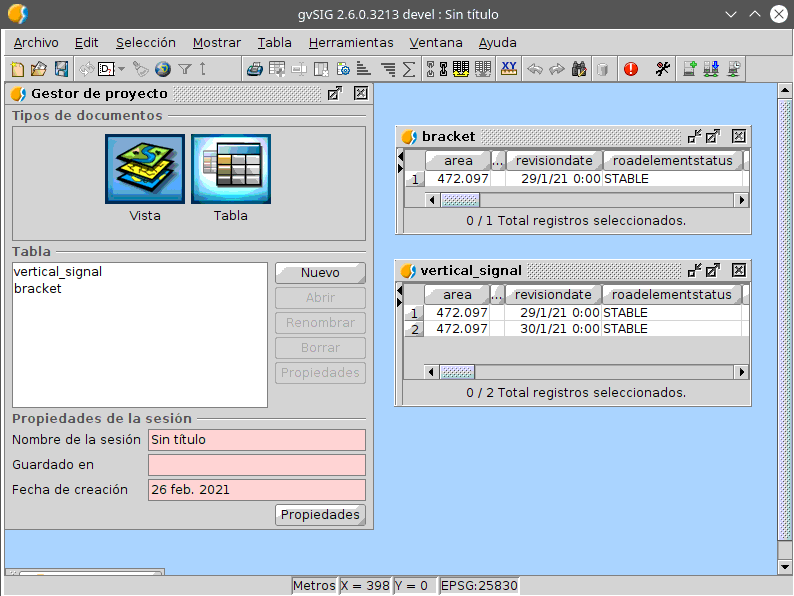 gvSIG 2.6.0.3213 devel : Sin título
Archivo Edit Selección Mostrar Tabla Herramientas Ventana Ayuda
XY
Gestor de proyecto
Tipos de documentos
Vista Tabla
Tabla
vertical_signal
bracket
Nuevo
Abrir
Renombrar
Borrar
Propiedades
Propiedades de la sesión
Nombre de la sesión Sin título
Guardado en
Fecha de creación 26 feb. 2021
Propiedades
bracket
area ... revisiondate roadelementstatus
1 472.097 29/1/21 0:00 STABLE
0 / 1 Total registros seleccionados.
vertical_signal
area ... revisiondate roadelementstatus
1 472.097 29/1/21 0:00 STABLE
2 472.097 30/1/21 0:00 STABLE
0 / 2 Total registros seleccionados.
Metros X = 398 Y = 0 EPSG:25830